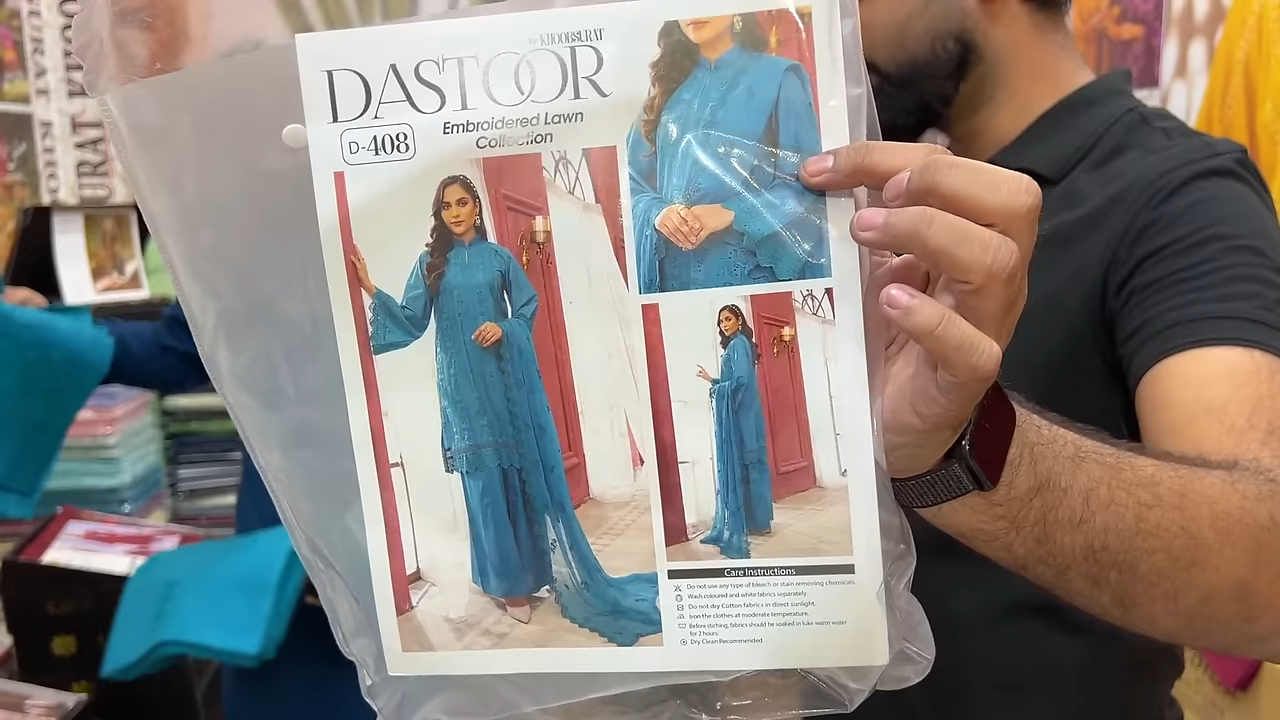 by KHOOBSURAT
DASTOOR
D-408
Embroidered Lawn
Collection
Care Instructions
Do not use any type of bleach or stain removing chemicals.
Wash coloured and white fabrics separately.
Do not dry Cotton fabrics in direct sunlight.
Iron the clothes at moderate temperature.
Before stiching, fabrics should be soaked in luke warm water
for 2 hours.
Dry Clean Recommended